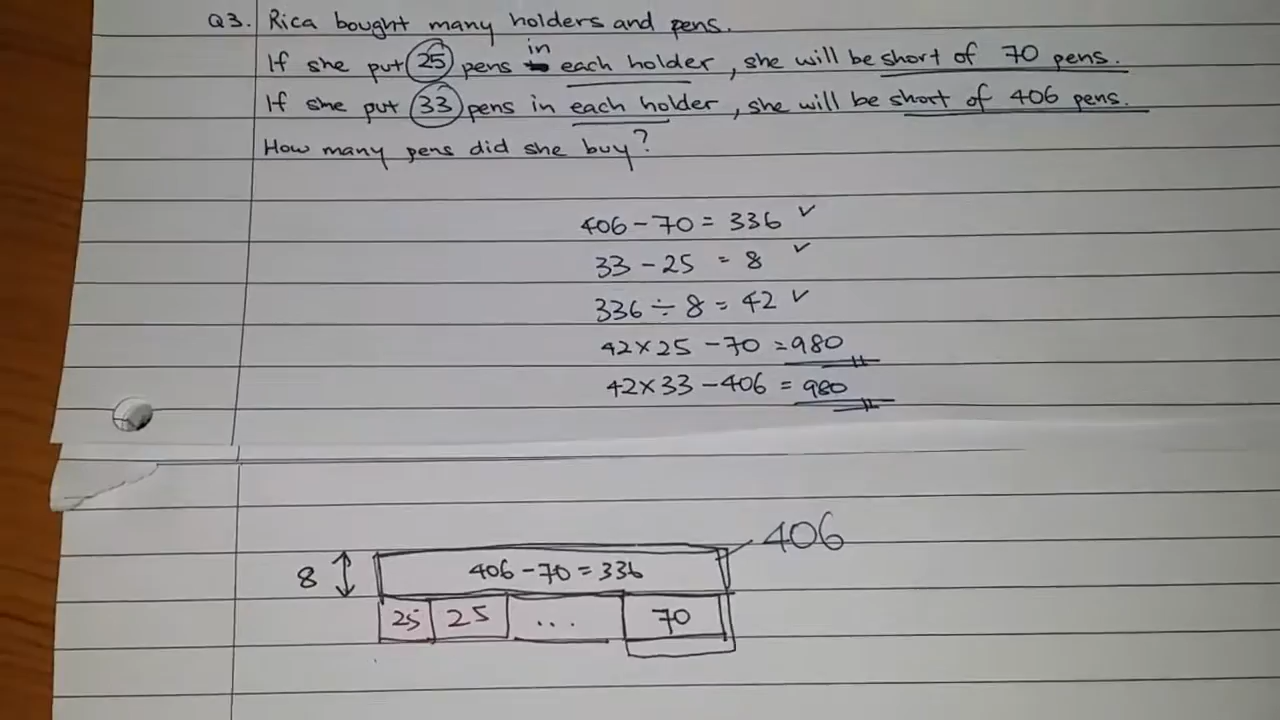 Q3. Rica bought many holders and pens.
If she put 25 pens in each holder, she will be short of 70 pens.
If she put 33 pens in each holder, she will be short of 406 pens.
How many pens did she buy?
406 - 70 = 336 ✓
33 - 25 = 8 ✓
336 ÷ 8 = 42 ✓
42 × 25 - 70 = 980
42 × 33 - 406 = 980
406
8 406 - 70 = 336
25 25 ... 70